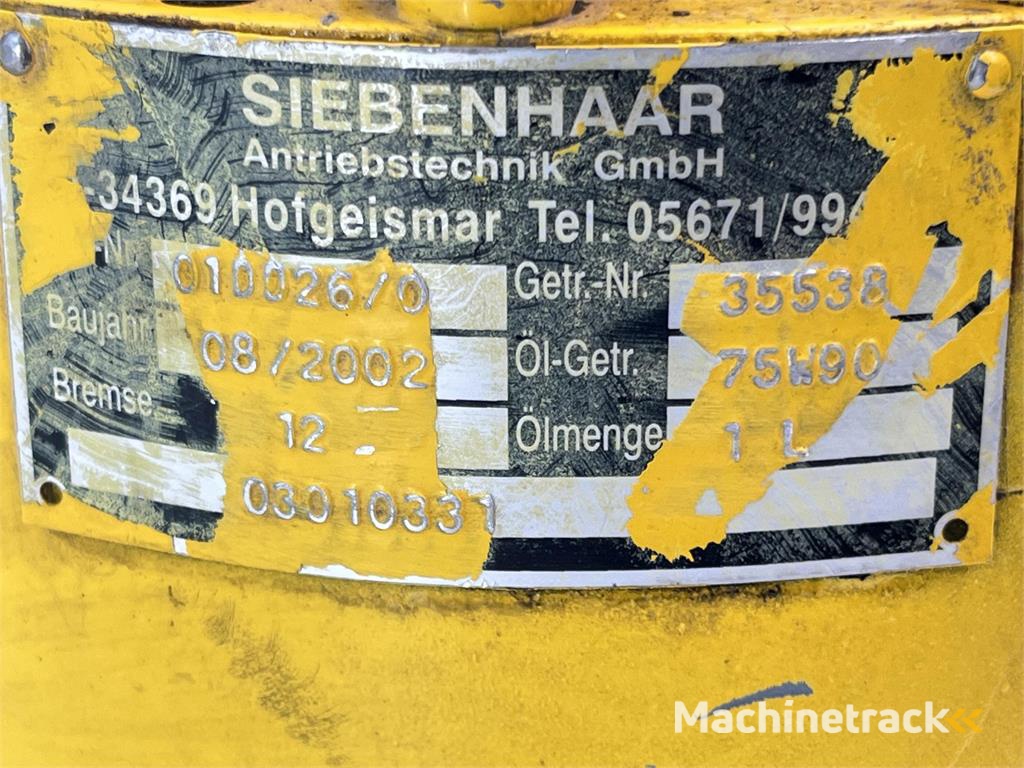 SIEBENHAAR
Antriebstechnik GmbH
-34369 Hofgeismar Tel. 05671/99
010026/0 Getr.-Nr. 35538
Baujahr 08/2002 Öl-Getr. 75W90
Bremse 12 Ölmenge 1 L
03010331
Machinetrack